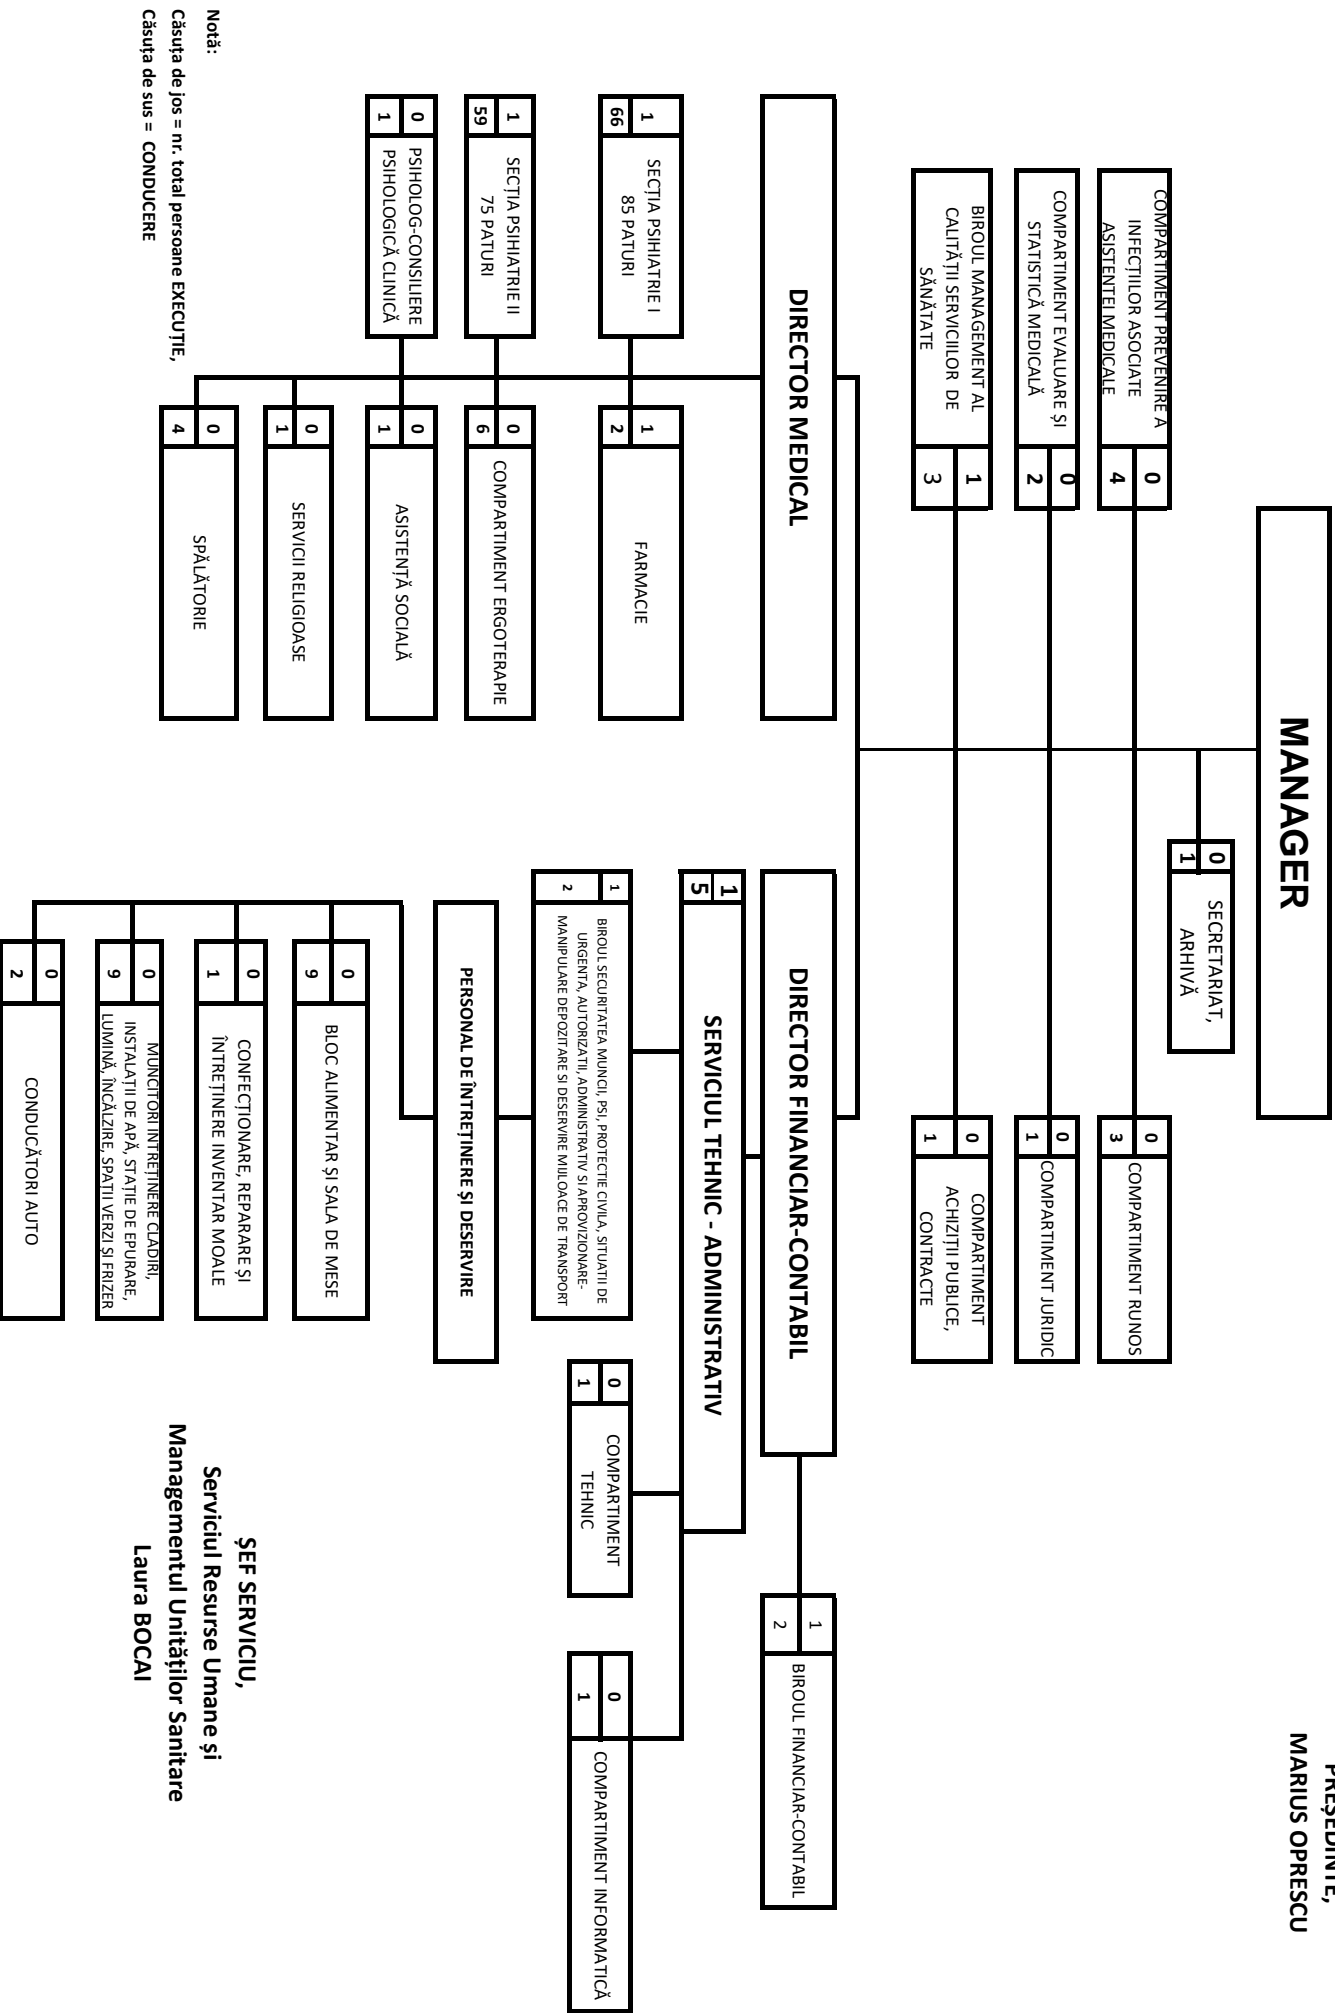 PREȘEDINTE,
MARIUS OPRESCU
MANAGER
0
1
SECRETARIAT,
ARHIVĂ
COMPARTIMENT PREVENIRE A
INFECȚIILOR ASOCIATE
ASISTENTEI MEDICALE
0
4
0
3
COMPARTIMENT RUNOS
COMPARTIMENT EVALUARE ȘI
STATISTICĂ MEDICALĂ
0
2
0
1
COMPARTIMENT JURIDIC
BIROUL MANAGEMENT AL
CALITĂȚII SERVICIILOR DE
SĂNĂTATE
1
3
0
1
COMPARTIMENT
ACHIZIȚII PUBLICE,
CONTRACTE
DIRECTOR MEDICAL
DIRECTOR FINANCIAR-CONTABIL
1
2
BIROUL FINANCIAR-CONTABIL
1
5
SERVICIUL TEHNIC - ADMINISTRATIV
1
66
SECȚIA PSIHIATRIE I
85 PATURI
1
2
FARMACIE
1
2
BIROUL SECURITATEA MUNCII, PSI, PROTECTIE CIVILA, SITUATII DE
URGENTA, AUTORIZATII, ADMINISTRATIV SI APROVIZIONARE-
MANIPULARE DEPOZITARE SI DESERVIRE MIJLOACE DE TRANSPORT
0
1
COMPARTIMENT
TEHNIC
0
1
COMPARTIMENT INFORMATICĂ
1
59
SECȚIA PSIHIATRIE II
75 PATURI
0
6
COMPARTIMENT ERGOTERAPIE
PERSONAL DE ÎNTREȚINERE ȘI DESERVIRE
0
1
PSIHOLOG-CONSILIERE
PSIHOLOGICĂ CLINICĂ
0
1
ASISTENȚĂ SOCIALĂ
0
9
BLOC ALIMENTAR ȘI SALA DE MESE
0
1
SERVICII RELIGIOASE
0
1
CONFECȚIONARE, REPARARE ȘI
ÎNTREȚINERE INVENTAR MOALE
0
4
SPĂLĂTORIE
0
9
MUNCITORI INTREȚINERE CLADIRI,
INSTALAȚII DE APĂ, STAȚIE DE EPURARE,
LUMINĂ, ÎNCĂLZIRE, SPAȚII VERZI ȘI FRIZER
0
2
CONDUCĂTORI AUTO
Notă:
Căsuța de jos = nr. total persoane EXECUȚIE,
Căsuța de sus = CONDUCERE
ȘEF SERVICIU,
Serviciul Resurse Umane și
Managementul Unităților Sanitare
Laura BOCAI